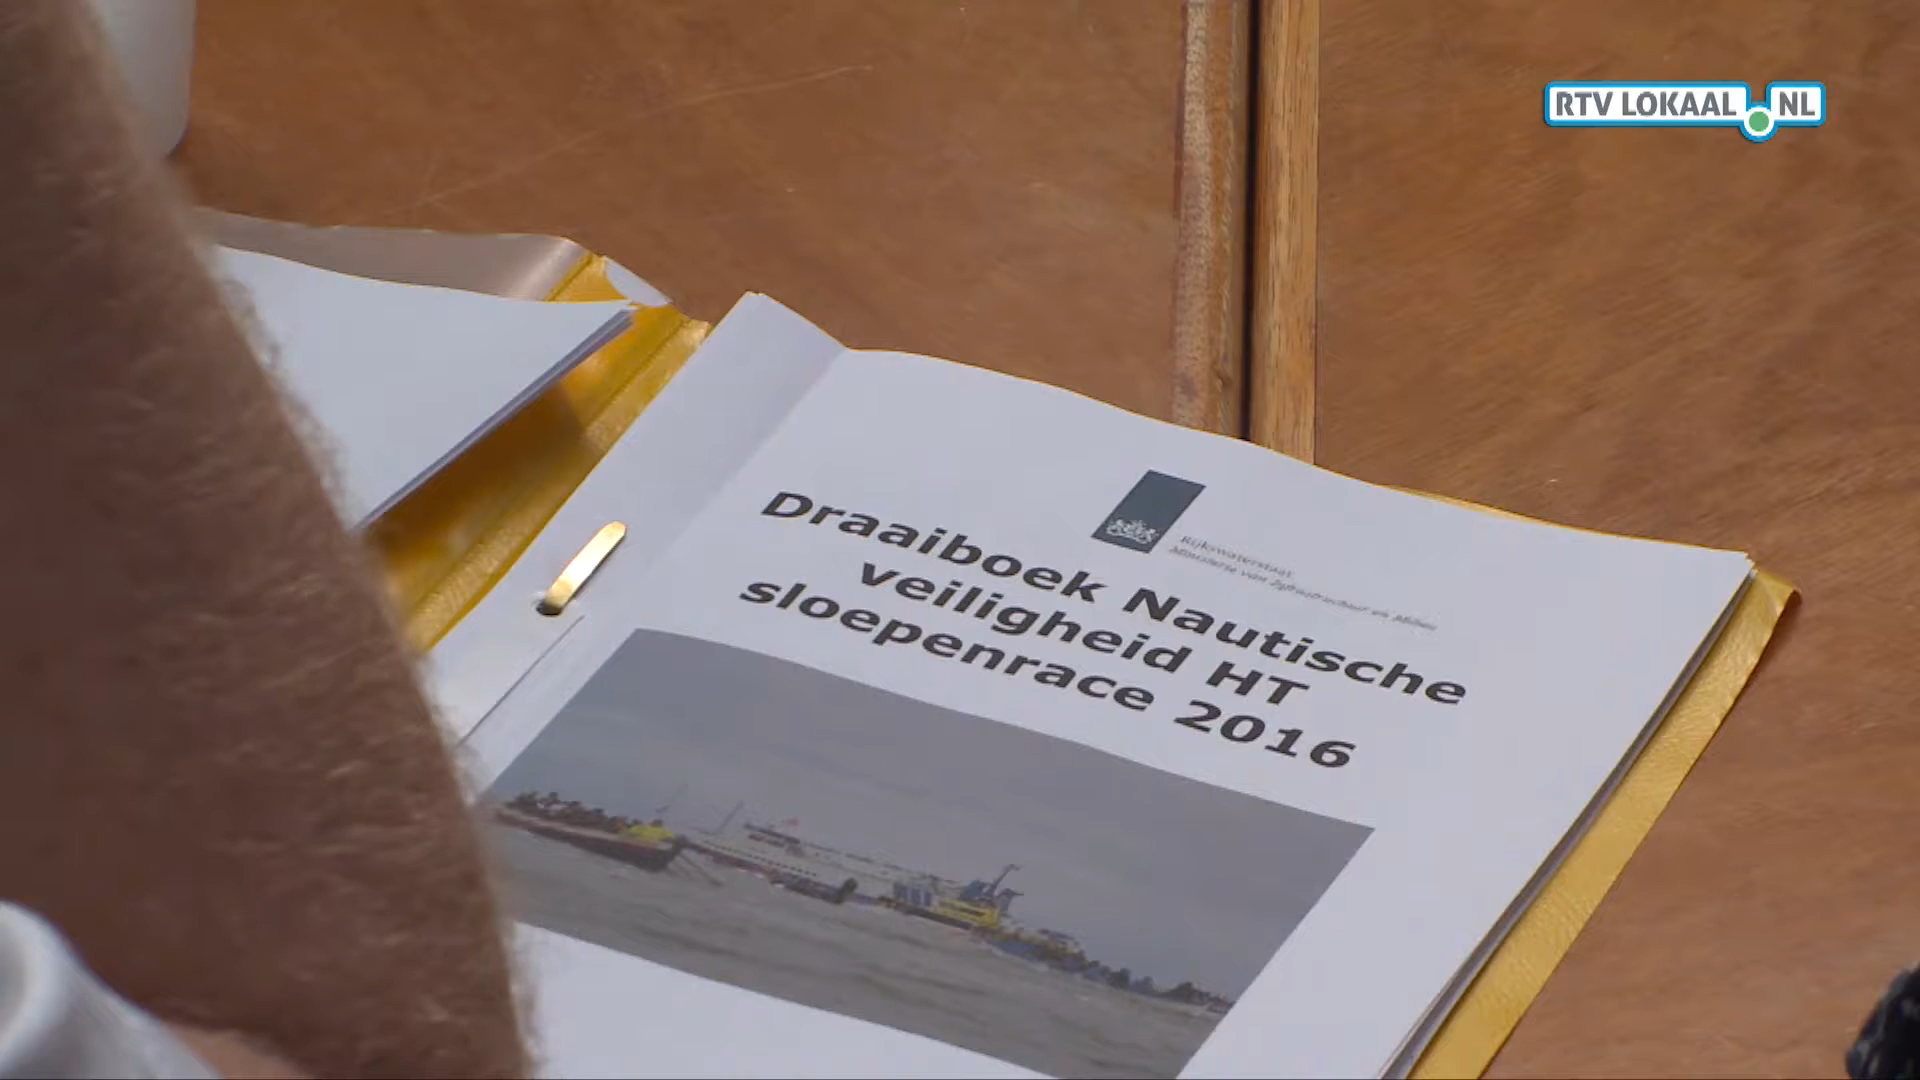 RTV LOKAAL.NL
Rijkswaterstaat
Ministerie van Infrastructuur en Milieu
Draaiboek Nautische
veiligheid HT
sloepenrace 2016